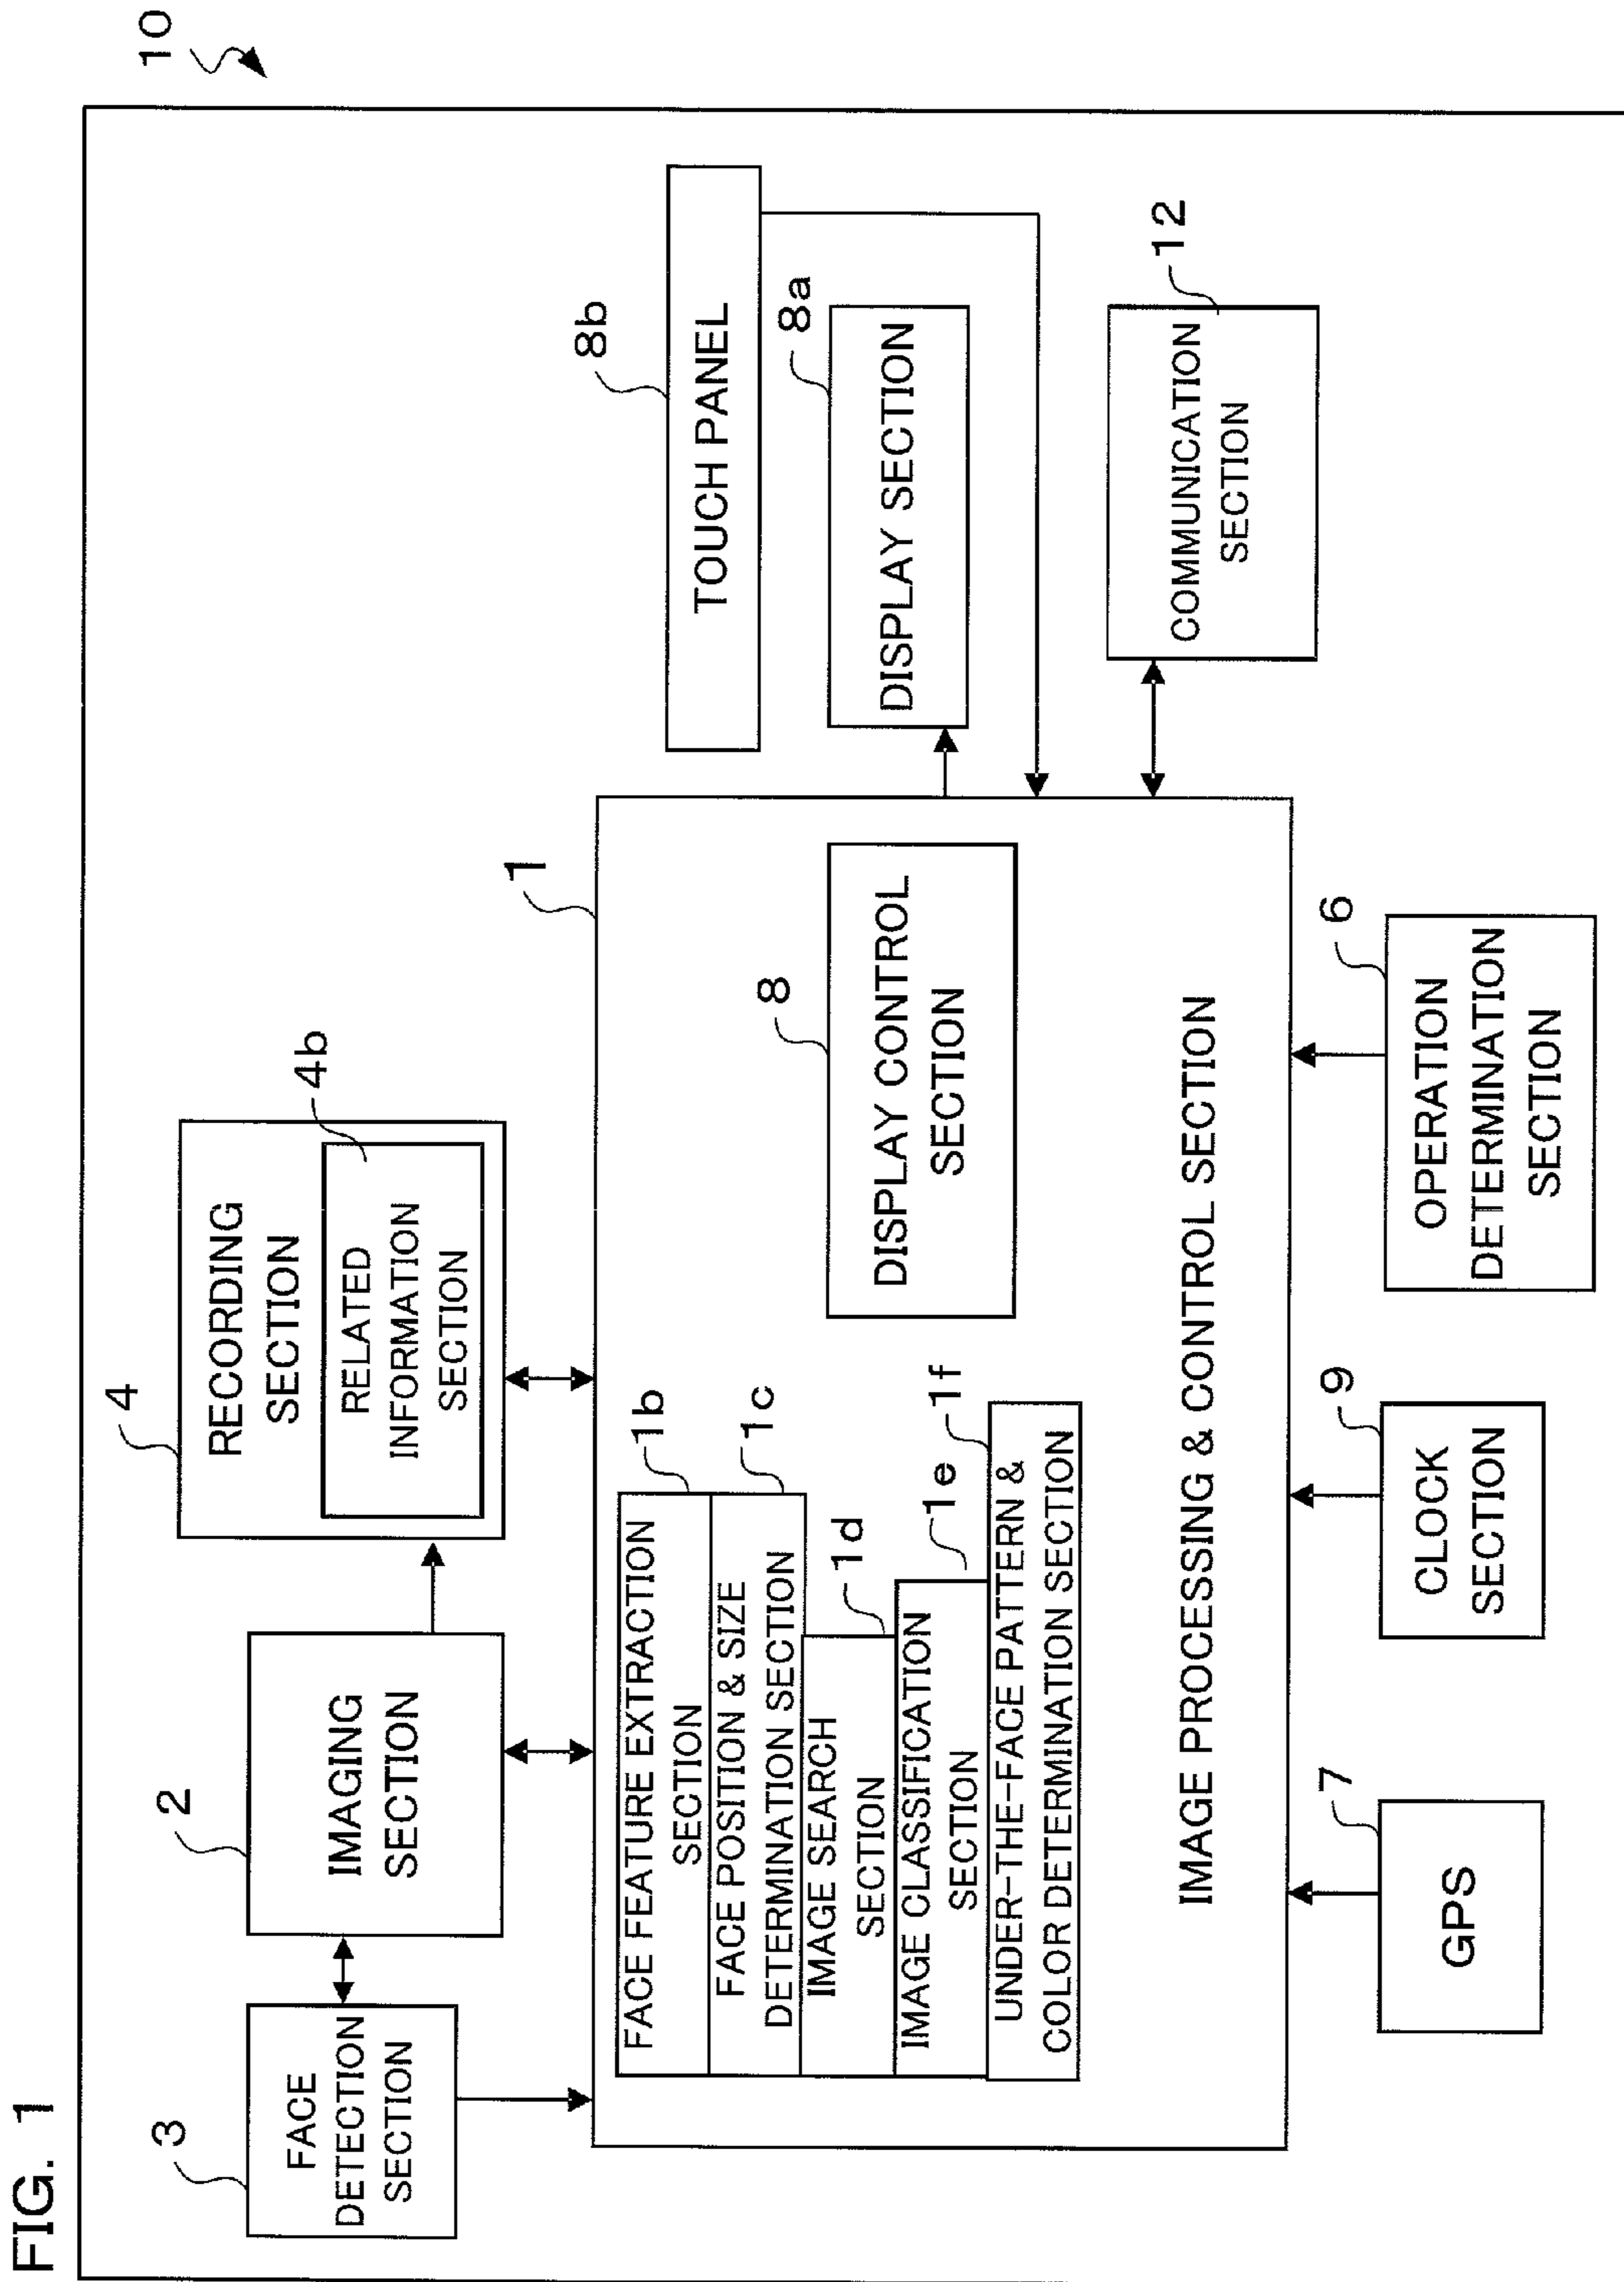 FIG. 1
10
3
FACE
DETECTION
SECTION
2
IMAGING
SECTION
4
RECORDING
SECTION
4b
RELATED
INFORMATION
SECTION
1
FACE FEATURE EXTRACTION
SECTION
1b
FACE POSITION & SIZE
DETERMINATION SECTION
1c
IMAGE SEARCH
SECTION
1d
IMAGE CLASSIFICATION
SECTION
1e
UNDER-THE-FACE PATTERN &
COLOR DETERMINATION SECTION
1f
8
DISPLAY CONTROL
SECTION
IMAGE PROCESSING & CONTROL SECTION
8b
TOUCH PANEL
8a
DISPLAY SECTION
12
COMMUNICATION
SECTION
7
GPS
9
CLOCK
SECTION
6
OPERATION
DETERMINATION
SECTION